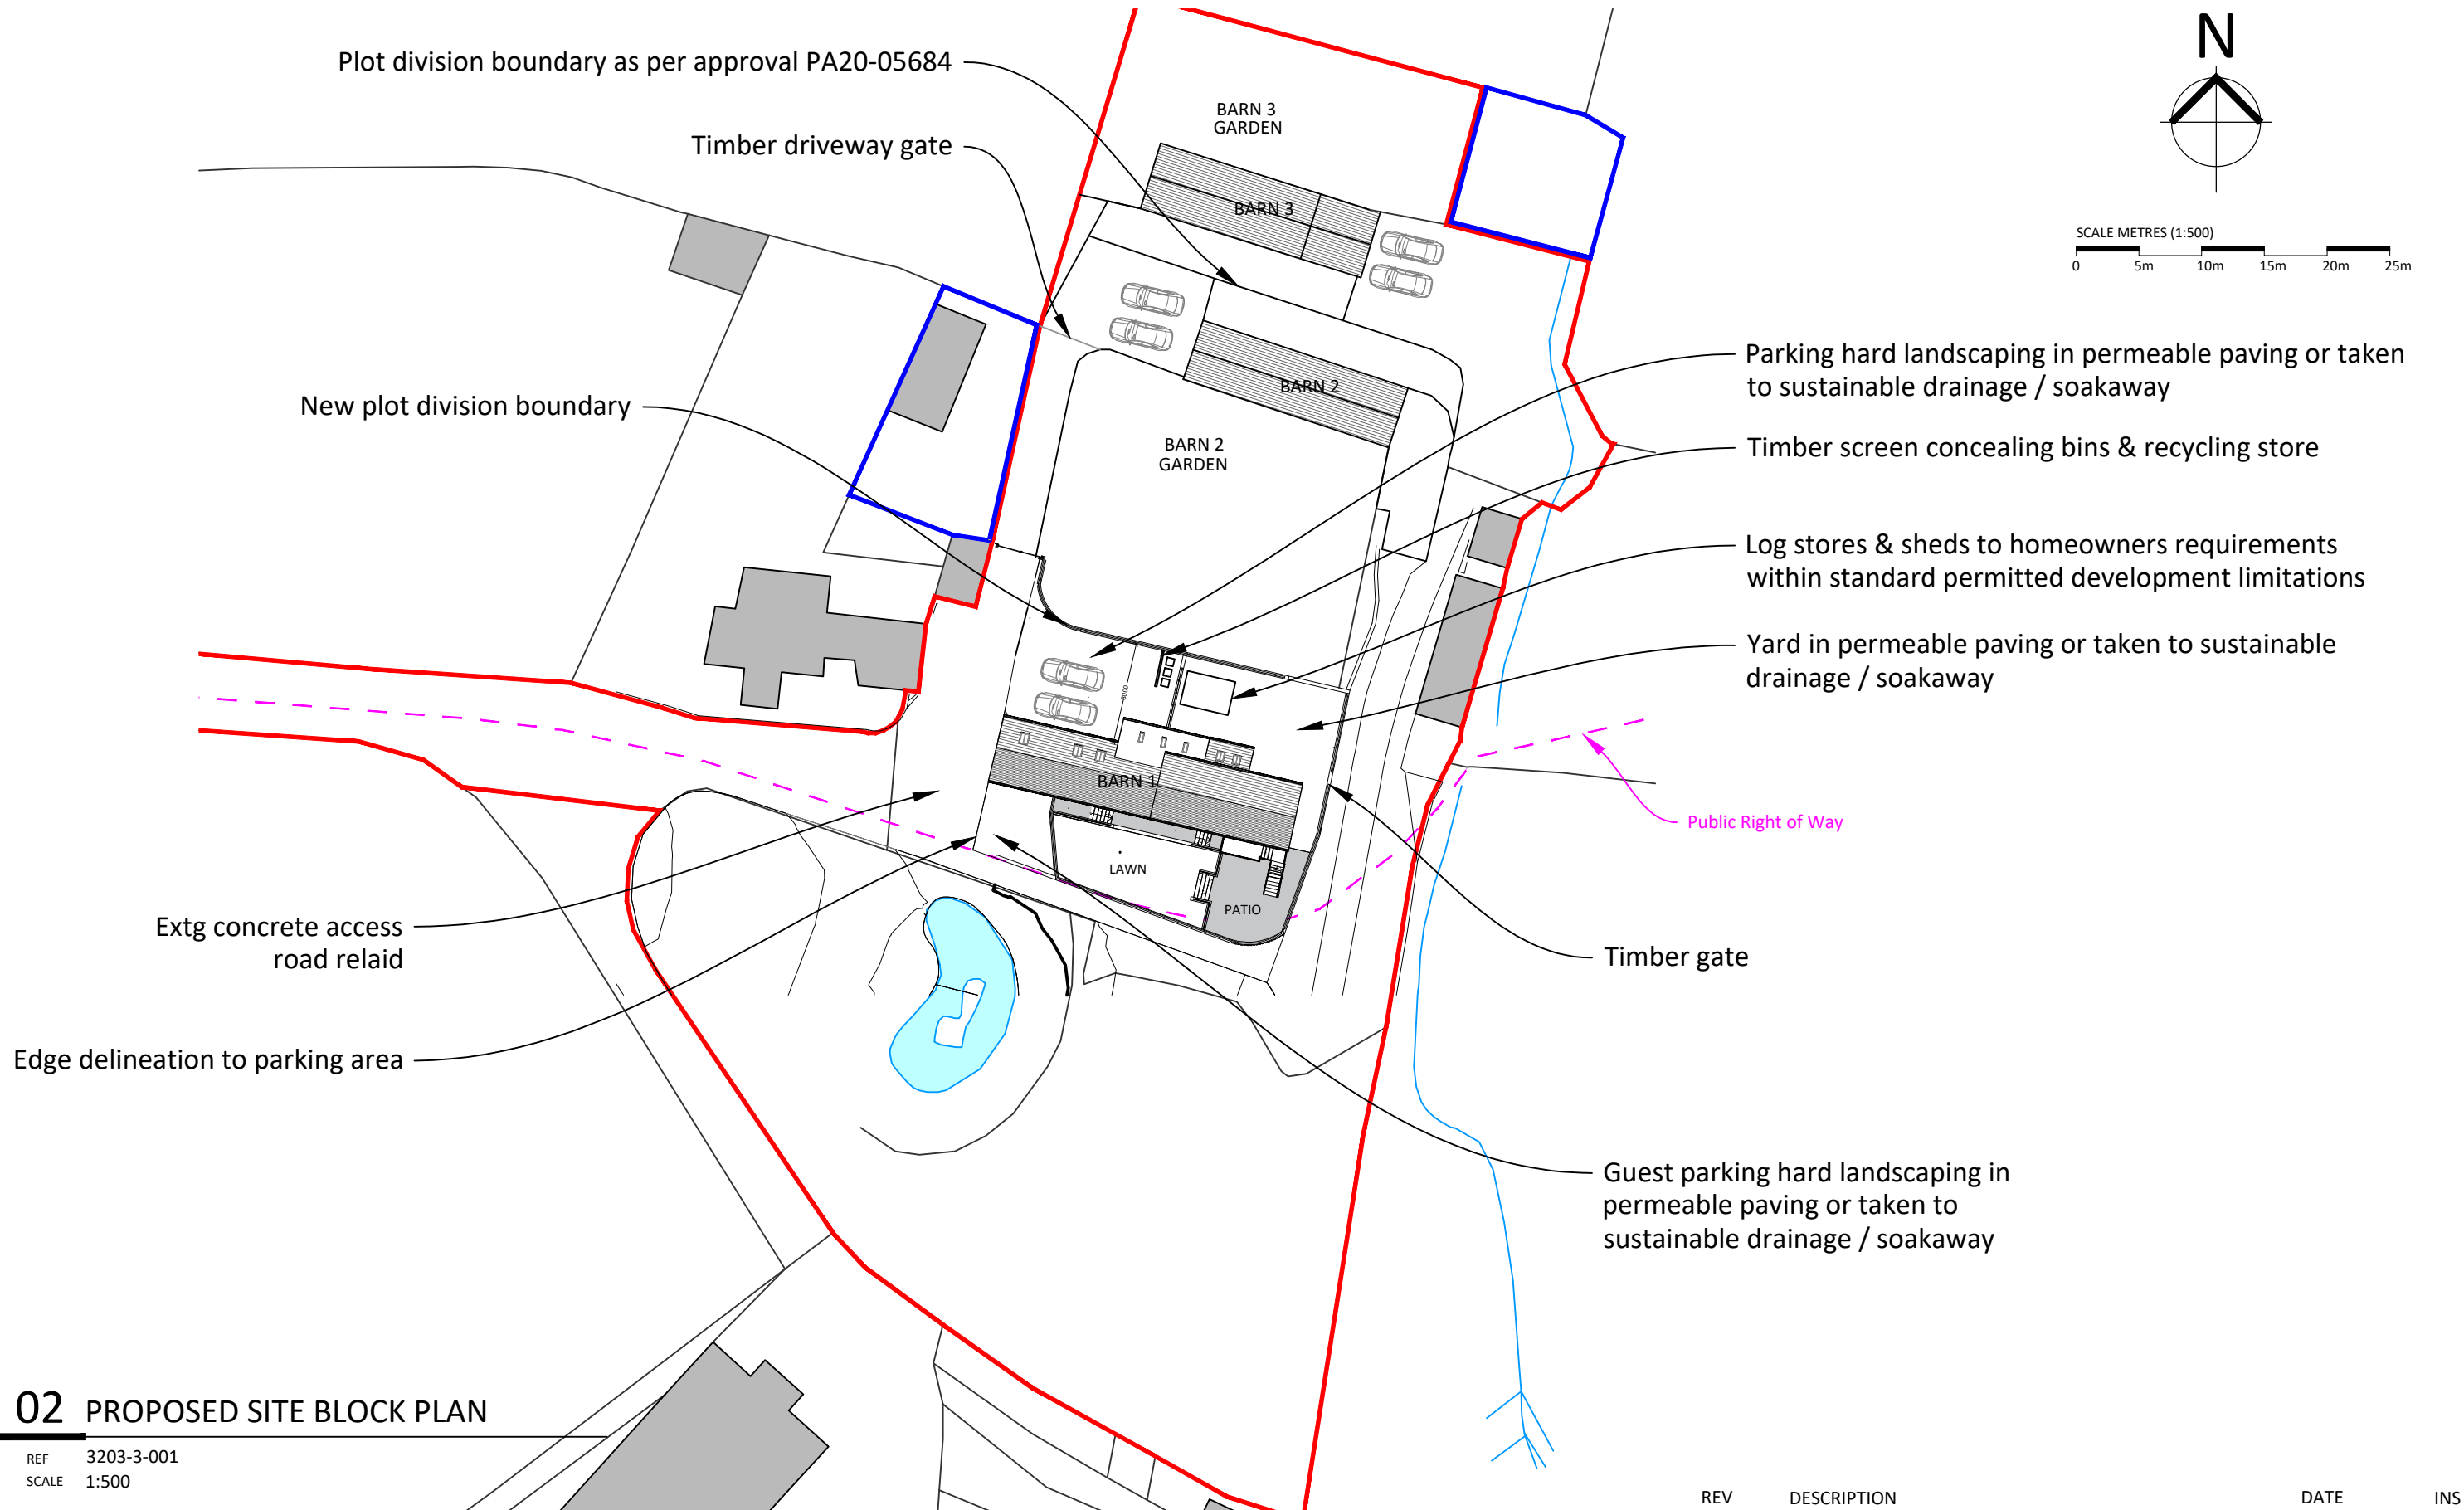 Plot division boundary as per approval PA20-05684
Timber driveway gate
New plot division boundary
BARN 3
GARDEN
BARN 3
BARN 2
BARN 2
GARDEN
N
SCALE METRES (1:500)
0 5m 10m 15m 20m 25m
Parking hard landscaping in permeable paving or taken
to sustainable drainage / soakaway
Timber screen concealing bins & recycling store
Log stores & sheds to homeowners requirements
within standard permitted development limitations
Yard in permeable paving or taken to sustainable
drainage / soakaway
BARN 1
LAWN
PATIO
Public Right of Way
Extg concrete access
road relaid
Edge delineation to parking area
Timber gate
Guest parking hard landscaping in
permeable paving or taken to
sustainable drainage / soakaway
02 PROPOSED SITE BLOCK PLAN
REF 3203-3-001
SCALE 1:500
REV DESCRIPTION DATE INS